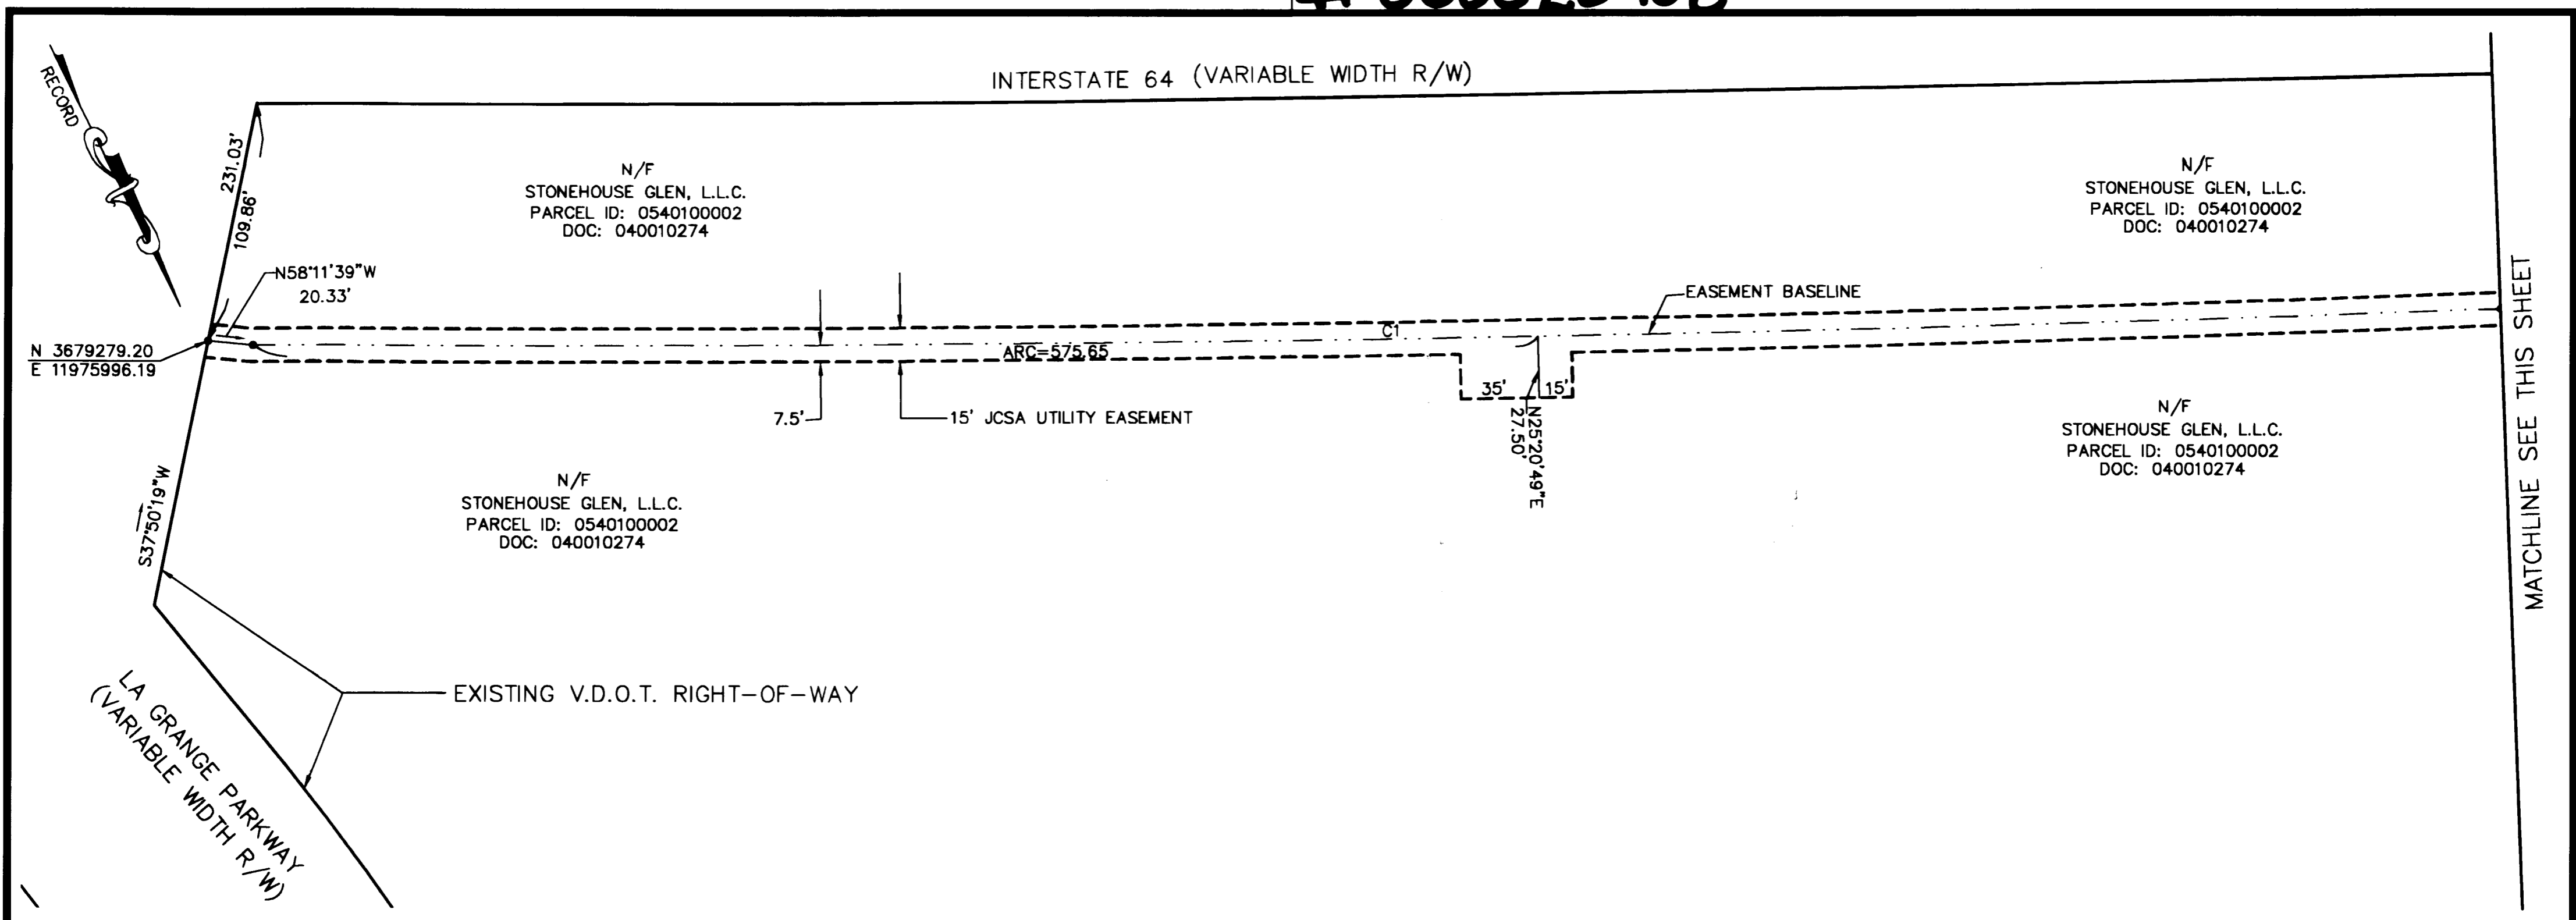 INTERSTATE 64 (VARIABLE WIDTH R/W)
RECORD
231.03'
109.86'
N/F
STONEHOUSE GLEN, L.L.C.
PARCEL ID: 0540100002
DOC: 040010274
N/F
STONEHOUSE GLEN, L.L.C.
PARCEL ID: 0540100002
DOC: 040010274
N58°11'39"W
20.33'
EASEMENT BASELINE
C1
N 3679279.20
E 11975996.19
ARC=575.65
35'
15'
7.5'
15' JCSA UTILITY EASEMENT
N25°20'49"E
27.50'
N/F
STONEHOUSE GLEN, L.L.C.
PARCEL ID: 0540100002
DOC: 040010274
MATCHLINE SEE THIS SHEET
S37°50'19"W
N/F
STONEHOUSE GLEN, L.L.C.
PARCEL ID: 0540100002
DOC: 040010274
EXISTING V.D.O.T. RIGHT-OF-WAY
LA GRANGE PARKWAY
(VARIABLE WIDTH R/W)